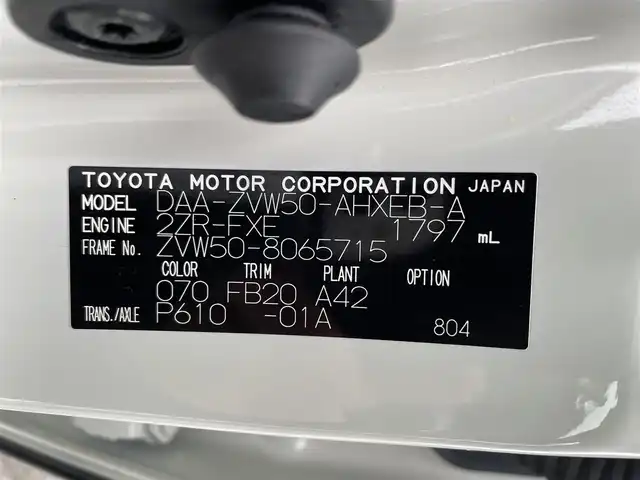 TOYOTA MOTOR CORPORATION JAPAN
MODEL DAA-ZVW50-AHXEB-A
ENGINE 2ZR-FXE 1797 mL
FRAME No. ZVW50-8065715
COLOR TRIM PLANT OPTION
070 FB20 A42
TRANS./AXLE P610 -01A 804